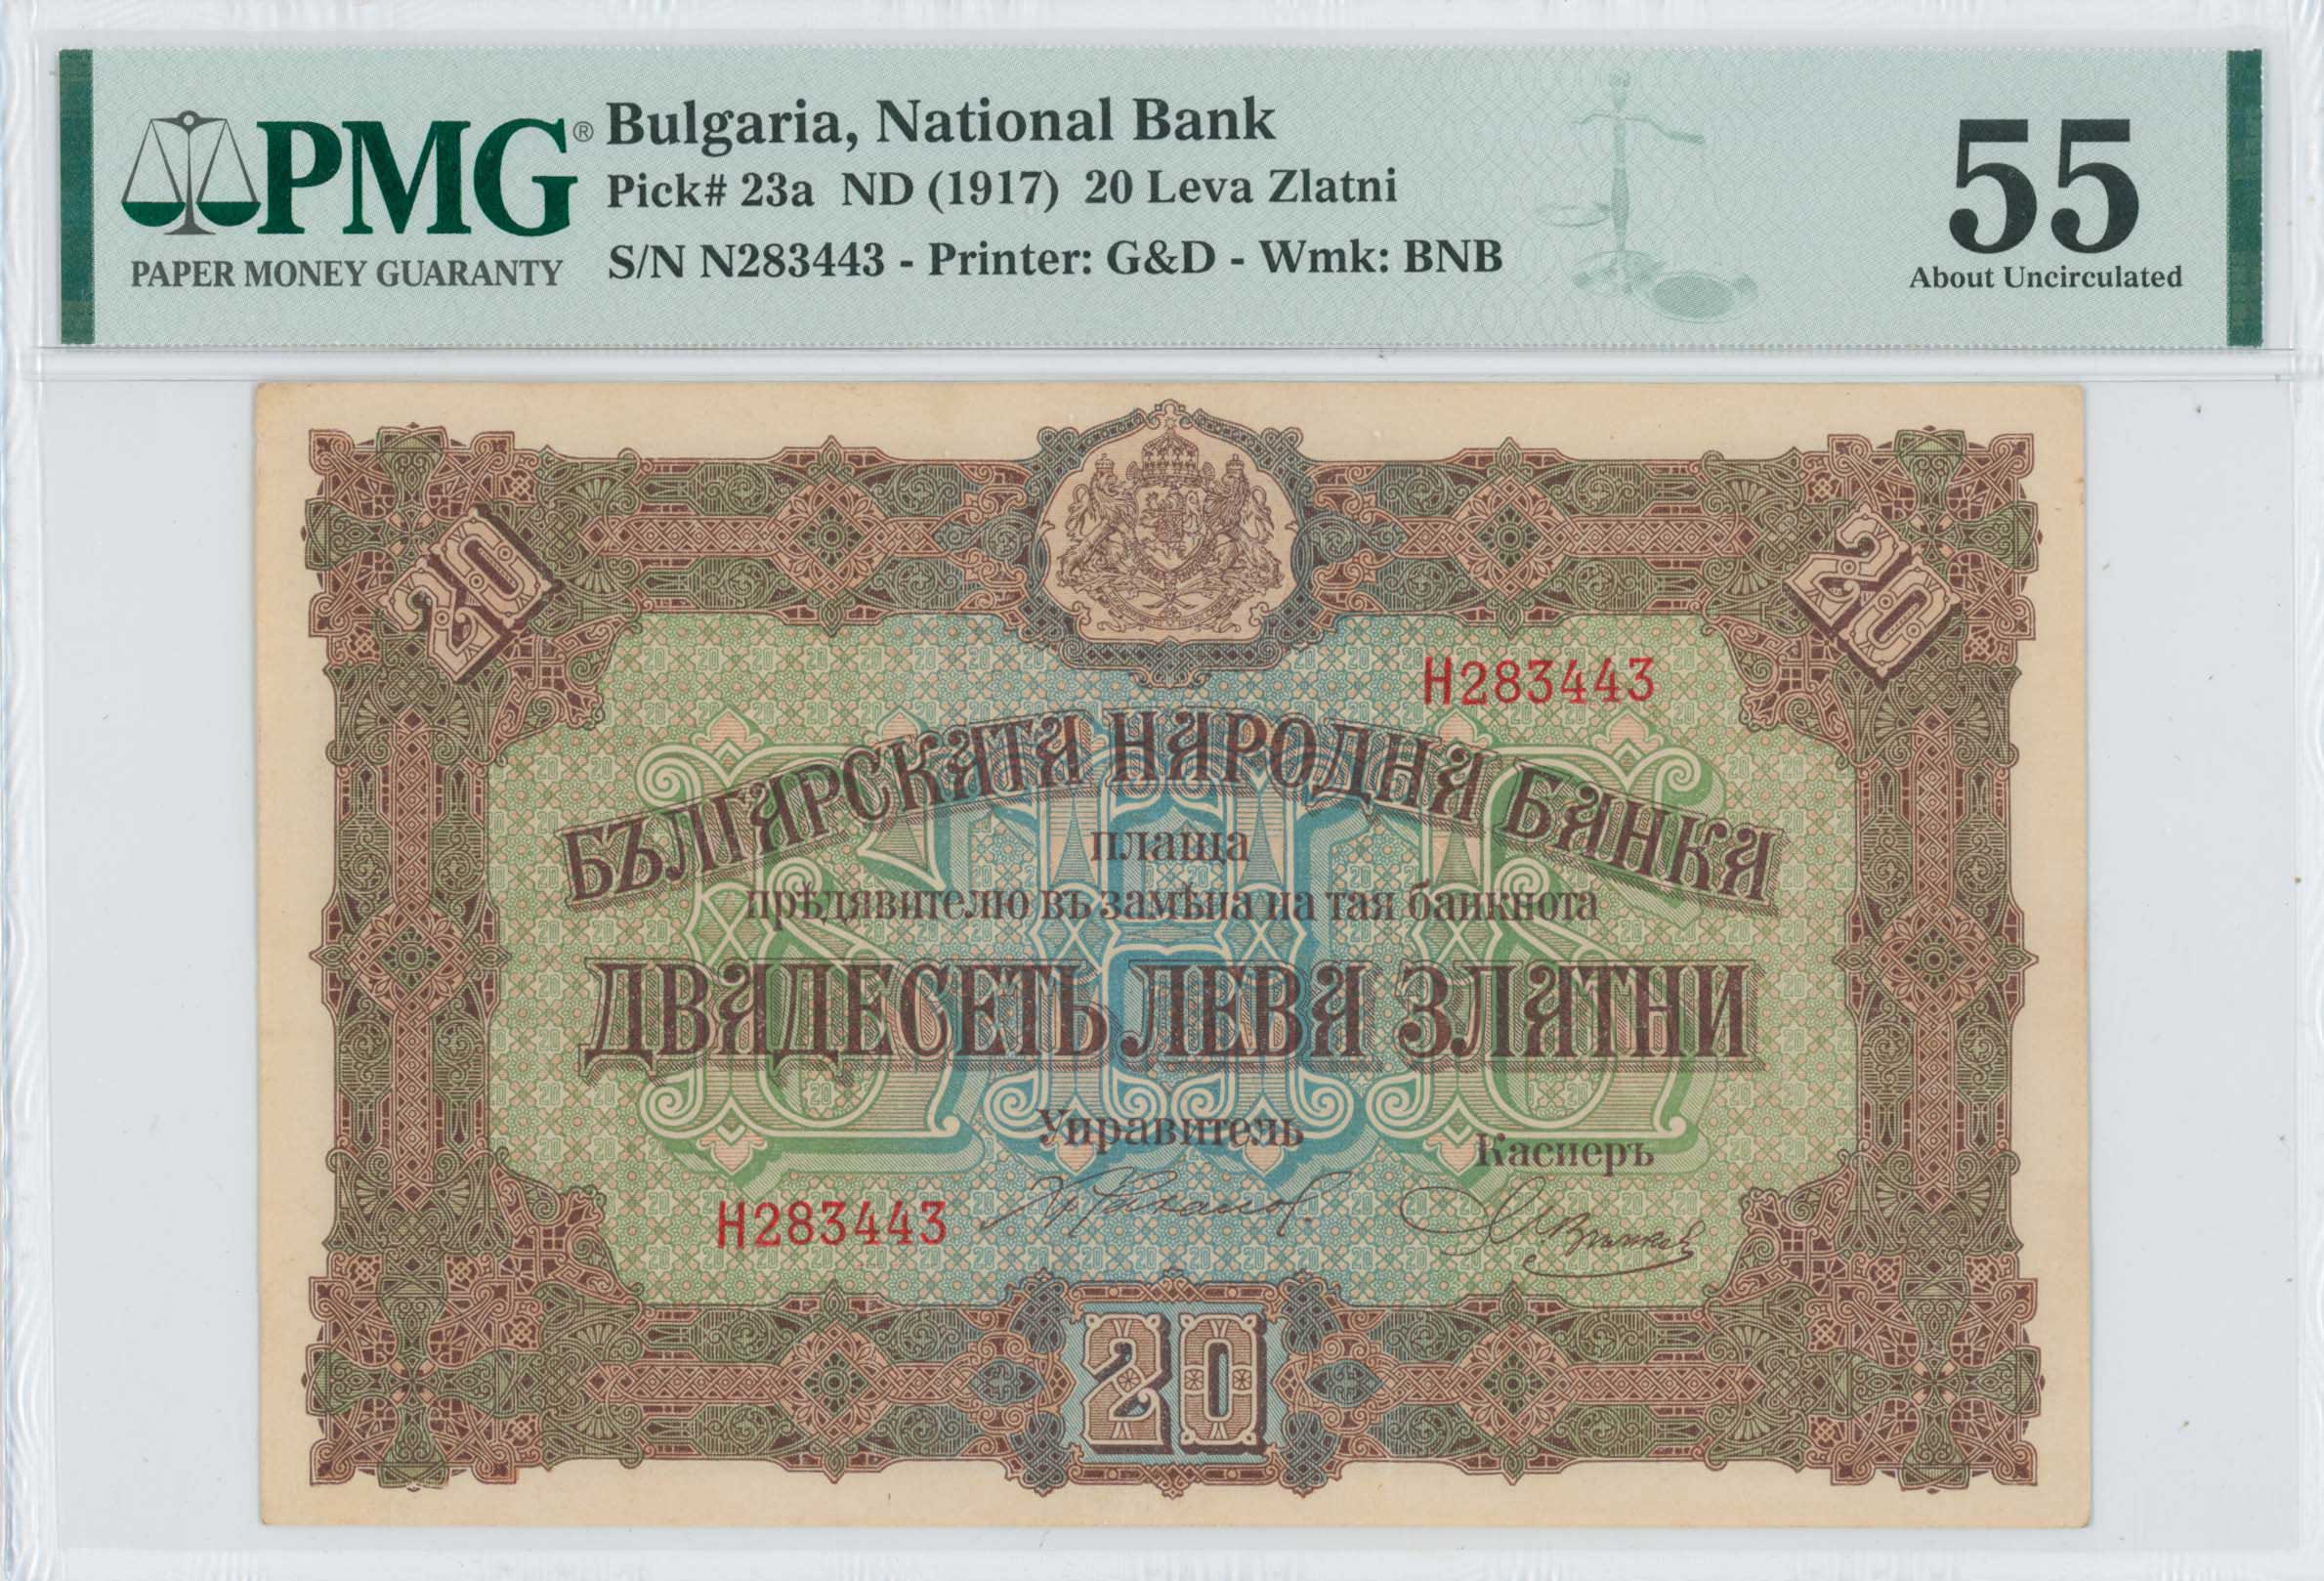 PMG®
PAPER MONEY GUARANTY
Bulgaria, National Bank
Pick# 23a ND (1917) 20 Leva Zlatni
S/N N283443 - Printer: G&D - Wmk: BNB
55
About Uncirculated
20
20
Н283443
БЪЛГАРСКАТА НАРОДНА БАНКА
плаща
прѣдявителю въ замѣна на тая банкнота
ДВАДЕСЕТЬ ЛЕВА ЗЛАТНИ
Управитель
Касиеръ
Н283443
20